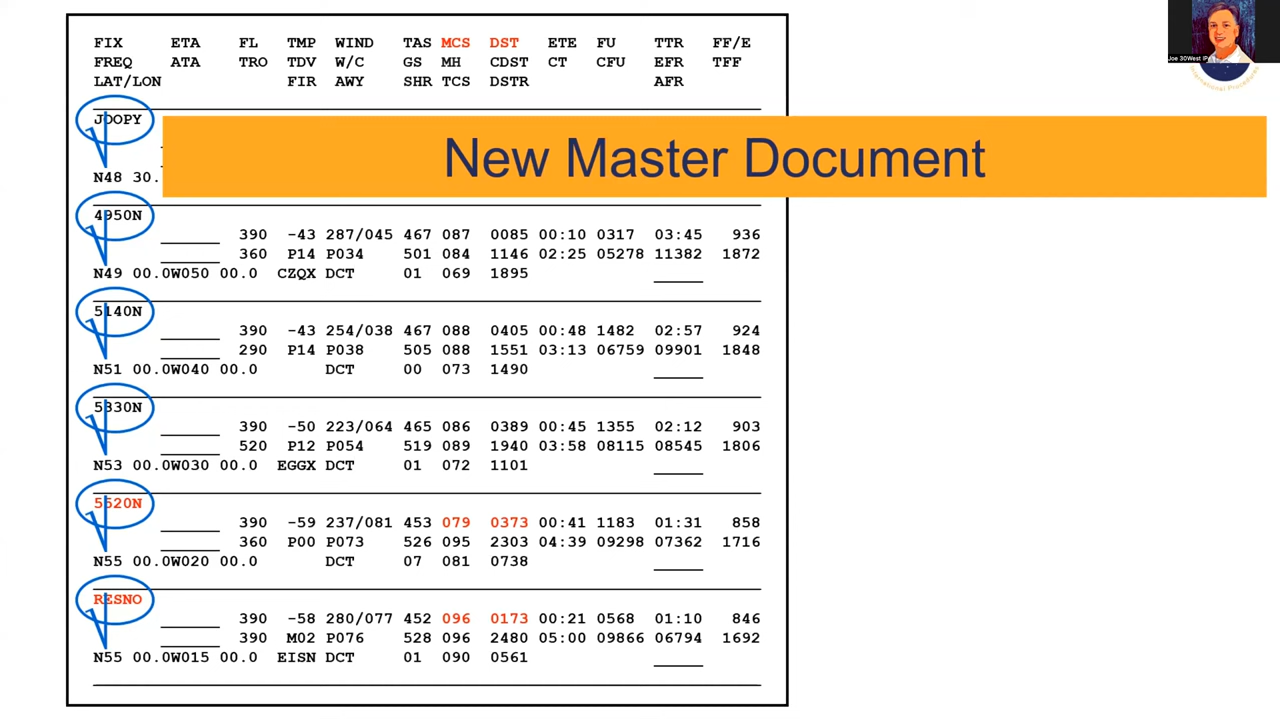 FIX ETA FL TMP WIND TAS MCS DST ETE FU TTR FF/E
FREQ ATA TRO TDV W/C GS MH CDST CT CFU EFR TFF
LAT/LON FIR AWY SHR TCS DSTR AFR
JOOPY
New Master Document
N48 30.
4950N
390 -43 287/045 467 087 0085 00:10 0317 03:45 936
360 P14 P034 501 084 1146 02:25 05278 11382 1872
N49 00.0W050 00.0 CZQX DCT 01 069 1895
5140N
390 -43 254/038 467 088 0405 00:48 1482 02:57 924
290 P14 P038 505 088 1551 03:13 06759 09901 1848
N51 00.0W040 00.0 DCT 00 073 1490
5330N
390 -50 223/064 465 086 0389 00:45 1355 02:12 903
520 P12 P054 519 089 1940 03:58 08115 08545 1806
N53 00.0W030 00.0 EGGX DCT 01 072 1101
5520N
390 -59 237/081 453 079 0373 00:41 1183 01:31 858
360 P00 P073 526 095 2303 04:39 09298 07362 1716
N55 00.0W020 00.0 DCT 07 081 0738
RESNO
390 -58 280/077 452 096 0173 00:21 0568 01:10 846
390 M02 P076 528 096 2480 05:00 09866 06794 1692
N55 00.0W015 00.0 EISN DCT 01 090 0561
Joe 30West IP
International Procedures